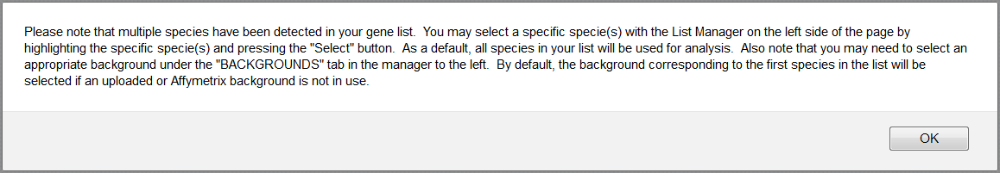 Please note that multiple species have been detected in your gene list.  You may select a specific specie(s) with the List Manager on the left side of the page by
highlighting the specific specie(s) and pressing the "Select" button.  As a default, all species in your list will be used for analysis.  Also note that you may need to select an
appropriate background under the "BACKGROUNDS" tab in the manager to the left.  By default, the background corresponding to the first species in the list will be
selected if an uploaded or Affymetrix background is not in use.
OK